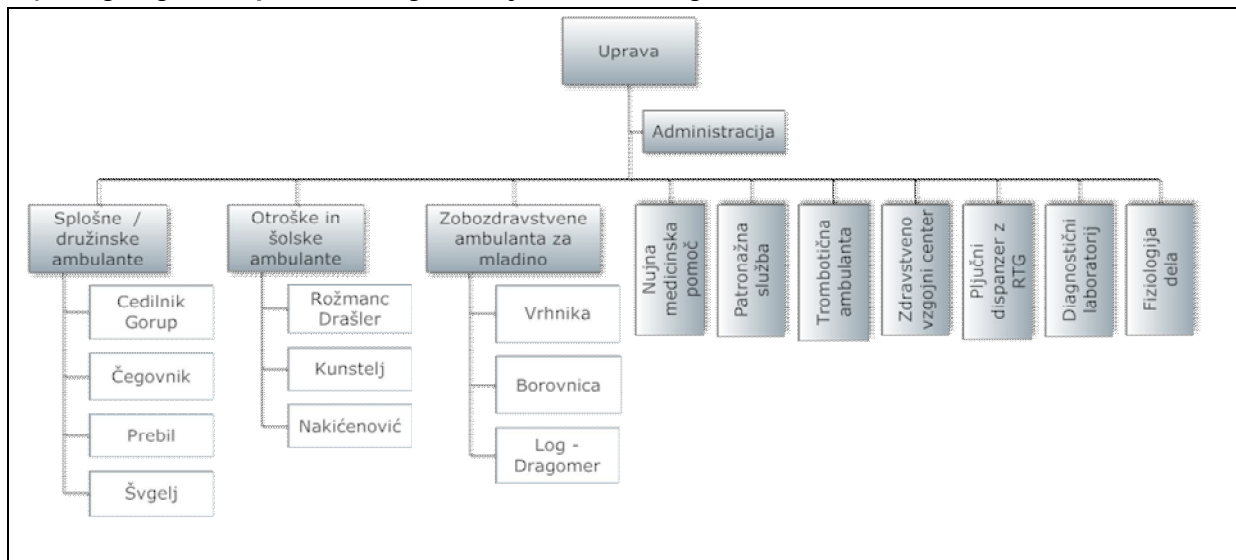 Uprava
Administracija
Splošne /
družinske
ambulante
Cedilnik
Gorup
Čegovnik
Prebil
Švgelj
Otroške in
šolske
ambulante
Rožmanc
Drašler
Kunstelj
Nakićenović
Zobozdravstvene
ambulanta za
mladino
Vrhnika
Borovnica
Log -
Dragomer
Nujna
medicinska
pomoč
Patronažna
služba
Trombotična
ambulanta
Zdravstveno
vzgojni center
Pljučni
dispanzer z
RTG
Diagnostični
laboratorij
Fiziologija
dela